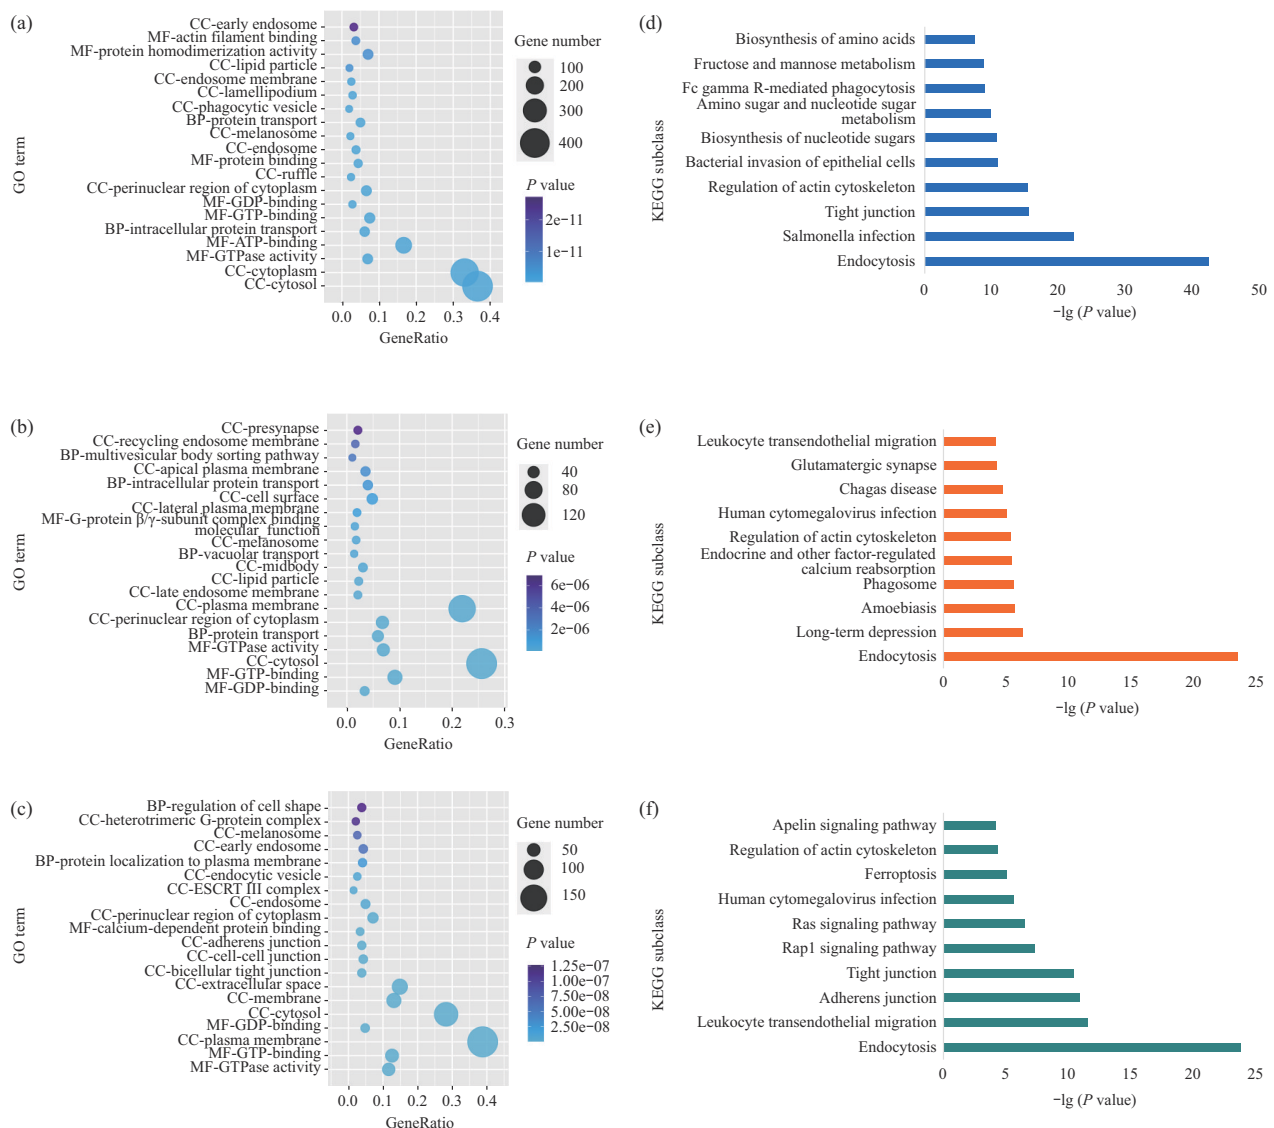 (a)
GO term
CC-early endosome
MF-actin filament binding
MF-protein homodimerization activity
CC-lipid particle
CC-endosome membrane
CC-lamellipodium
CC-phagocytic vesicle
BP-protein transport
CC-melanosome
CC-endosome
MF-protein binding
CC-ruffle
CC-perinuclear region of cytoplasm
MF-GDP-binding
MF-GTP-binding
BP-intracellular protein transport
MF-ATP-binding
MF-GTPase activity
CC-cytoplasm
CC-cytosol
0.0 0.1 0.2 0.3 0.4
GeneRatio
Gene number
100
200
300
400
P value
2e−11
1e−11
(d)
KEGG subclass
Biosynthesis of amino acids
Fructose and mannose metabolism
Fc gamma R-mediated phagocytosis
Amino sugar and nucleotide sugar
metabolism
Biosynthesis of nucleotide sugars
Bacterial invasion of epithelial cells
Regulation of actin cytoskeleton
Tight junction
Salmonella infection
Endocytosis
0 10 20 30 40 50
−lg (P value)
(b)
GO term
CC-presynapse
CC-recycling endosome membrane
BP-multivesicular body sorting pathway
CC-apical plasma membrane
BP-intracellular protein transport
CC-cell surface
CC-lateral plasma membrane
MF-G-protein β/γ-subunit complex binding
molecular_function
CC-melanosome
BP-vacuolar transport
CC-midbody
CC-lipid particle
CC-late endosome membrane
CC-plasma membrane
CC-perinuclear region of cytoplasm
BP-protein transport
MF-GTPase activity
CC-cytosol
MF-GTP-binding
MF-GDP-binding
0.0 0.1 0.2 0.3
GeneRatio
Gene number
40
80
120
P value
6e−06
4e−06
2e−06
(e)
KEGG subclass
Leukocyte transendothelial migration
Glutamatergic synapse
Chagas disease
Human cytomegalovirus infection
Regulation of actin cytoskeleton
Endocrine and other factor-regulated
calcium reabsorption
Phagosome
Amoebiasis
Long-term depression
Endocytosis
0 5 10 15 20 25
−lg (P value)
(c)
GO term
BP-regulation of cell shape
CC-heterotrimeric G-protein complex
CC-melanosome
CC-early endosome
BP-protein localization to plasma membrane
CC-endocytic vesicle
CC-ESCRT III complex
CC-endosome
CC-perinuclear region of cytoplasm
MF-calcium-dependent protein binding
CC-adherens junction
CC-cell-cell junction
CC-bicellular tight junction
CC-extracellular space
CC-membrane
CC-cytosol
MF-GDP-binding
CC-plasma membrane
MF-GTP-binding
MF-GTPase activity
0.0 0.1 0.2 0.3 0.4
GeneRatio
Gene number
50
100
150
P value
1.25e−07
1.00e−07
7.50e−08
5.00e−08
2.50e−08
(f)
KEGG subclass
Apelin signaling pathway
Regulation of actin cytoskeleton
Ferroptosis
Human cytomegalovirus infection
Ras signaling pathway
Rap1 signaling pathway
Tight junction
Adherens junction
Leukocyte transendothelial migration
Endocytosis
0 5 10 15 20 25
−lg (P value)